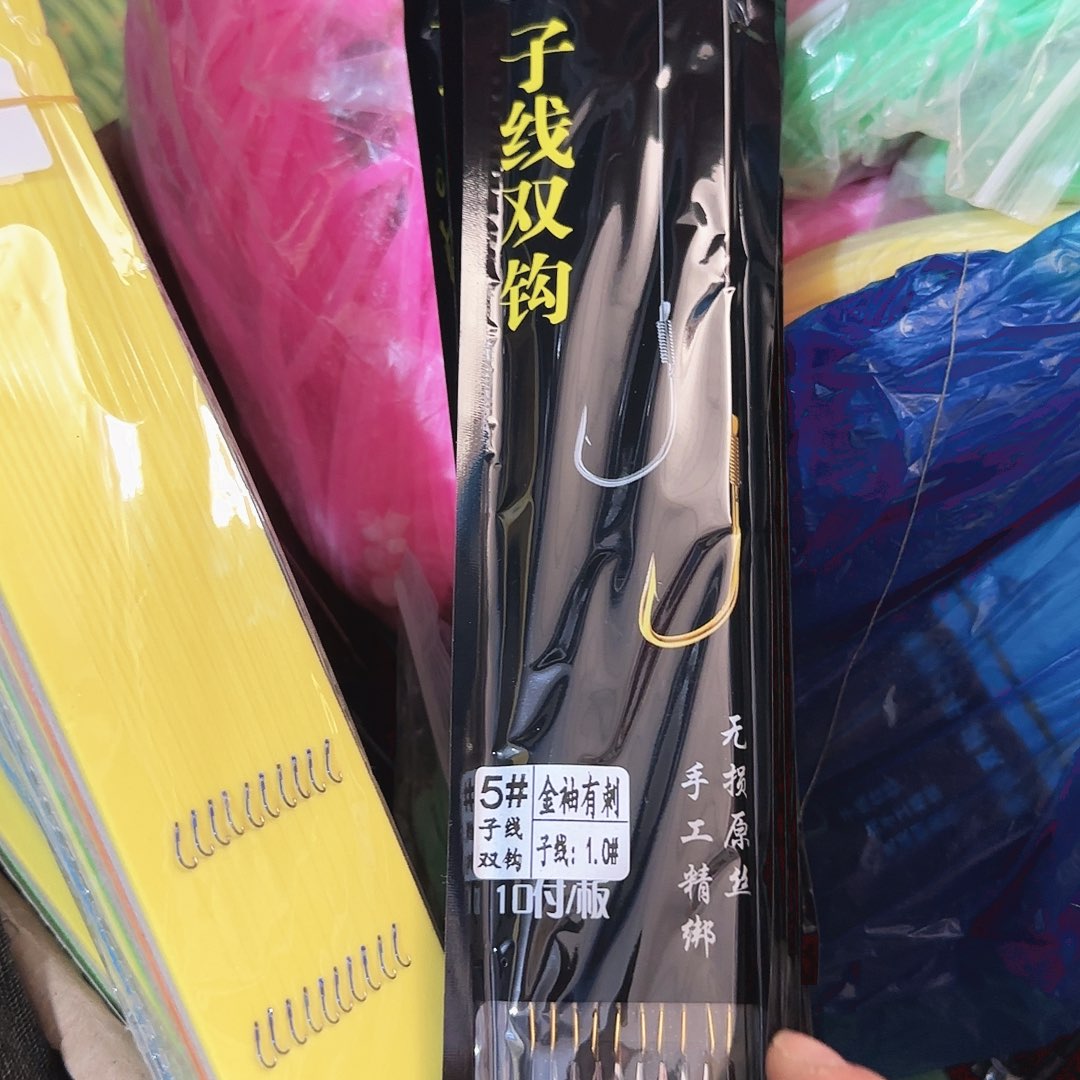 子线双钩
无损原丝
手工精绑
5#
子线
双钩
金袖有刺
子线：1.0#
10付/板